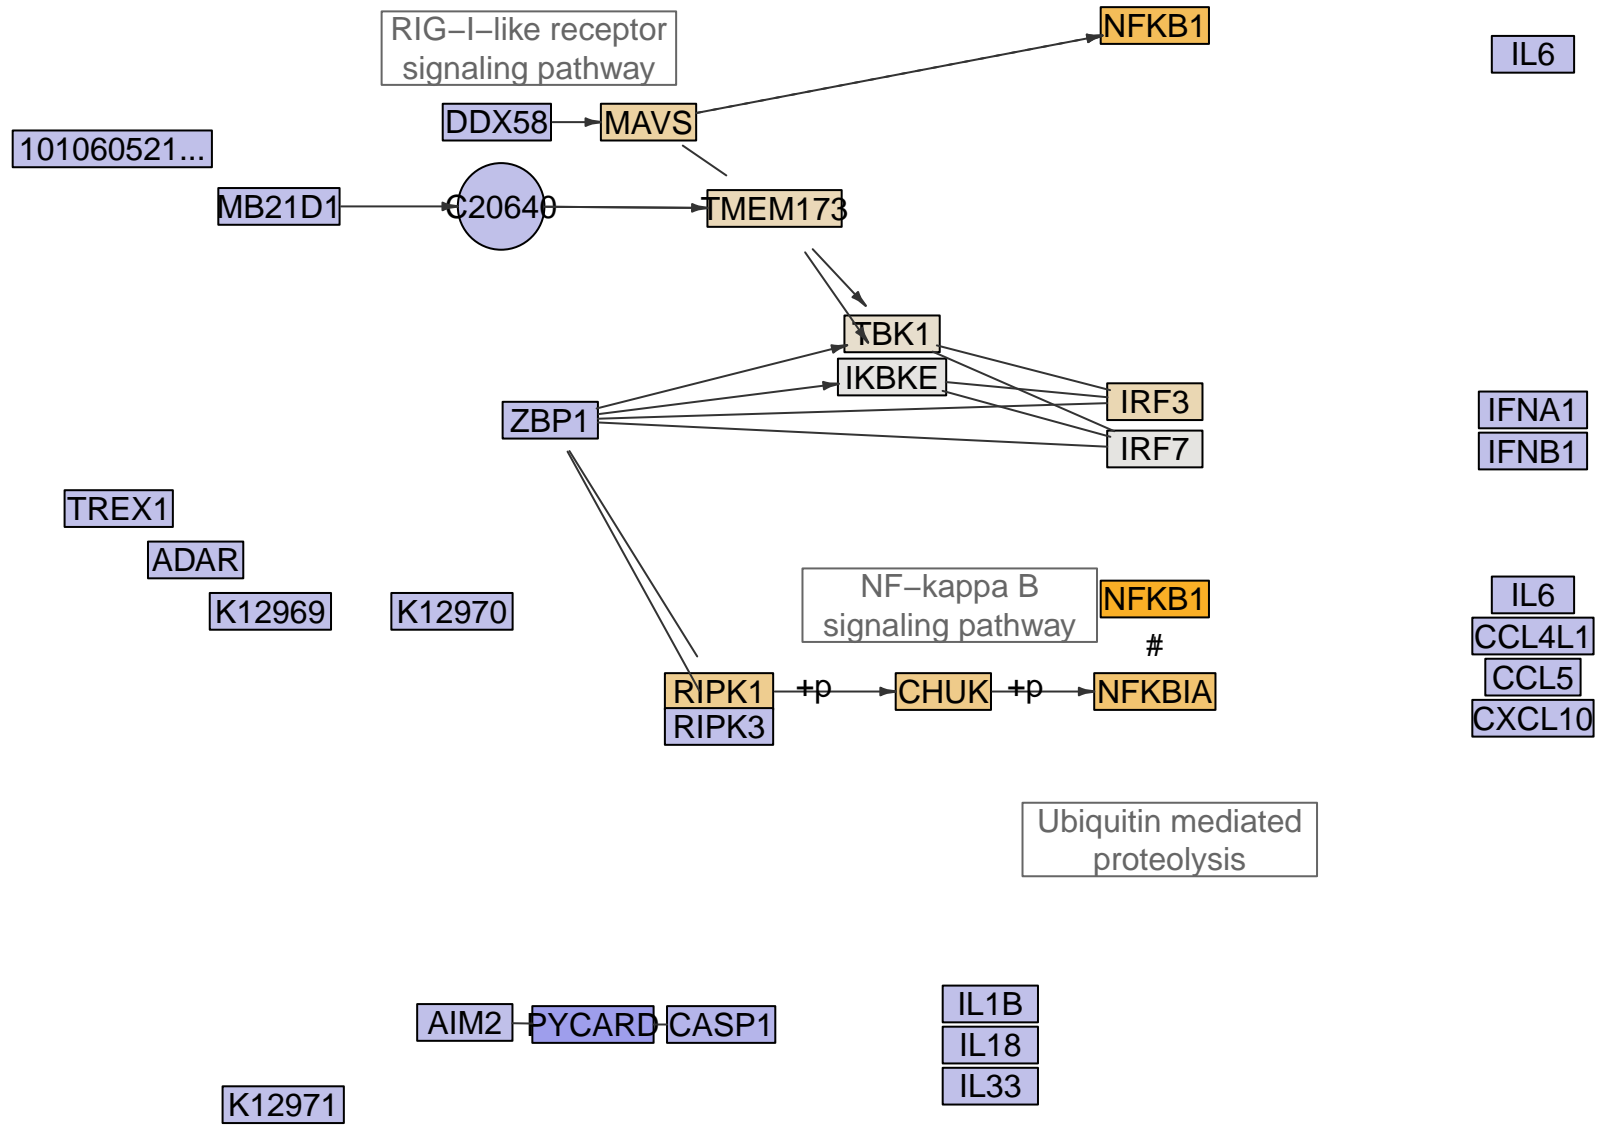 RIG−I−like receptor
signaling pathway
NFKB1
IL6
DDX58
MAVS
101060521...
MB21D1
C20640
TMEM173
TBK1
IKBKE
ZBP1
IRF3
IRF7
IFNA1
IFNB1
TREX1
ADAR
K12969
K12970
NF−kappa B
signaling pathway
NFKB1
#
IL6
CCL4L1
CCL5
CXCL10
RIPK1
+p
CHUK
+p
NFKBIA
RIPK3
Ubiquitin mediated
proteolysis
AIM2
PYCARD
CASP1
IL1B
IL18
IL33
K12971